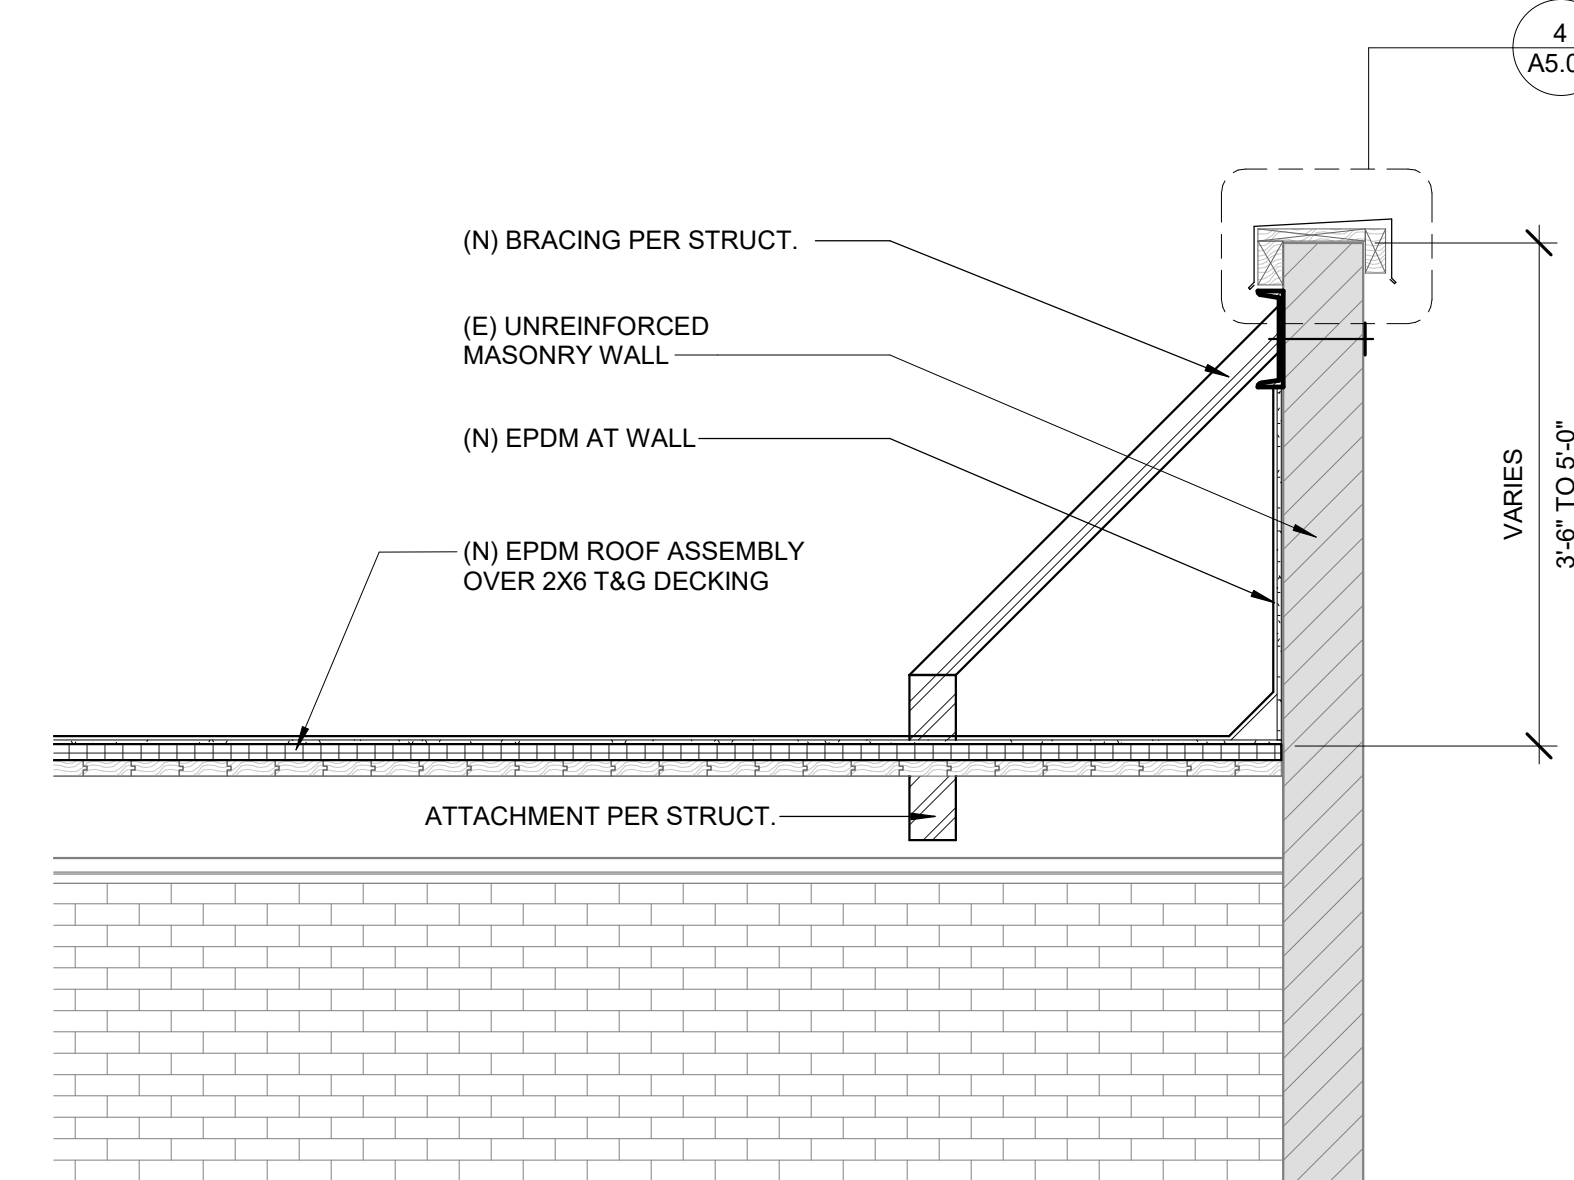 4
A5.0
(N) BRACING PER STRUCT.
(E) UNREINFORCED
MASONRY WALL
(N) EPDM AT WALL
(N) EPDM ROOF ASSEMBLY
OVER 2X6 T&G DECKING
VARIES
3'-6" TO 5'-0"
ATTACHMENT PER STRUCT.